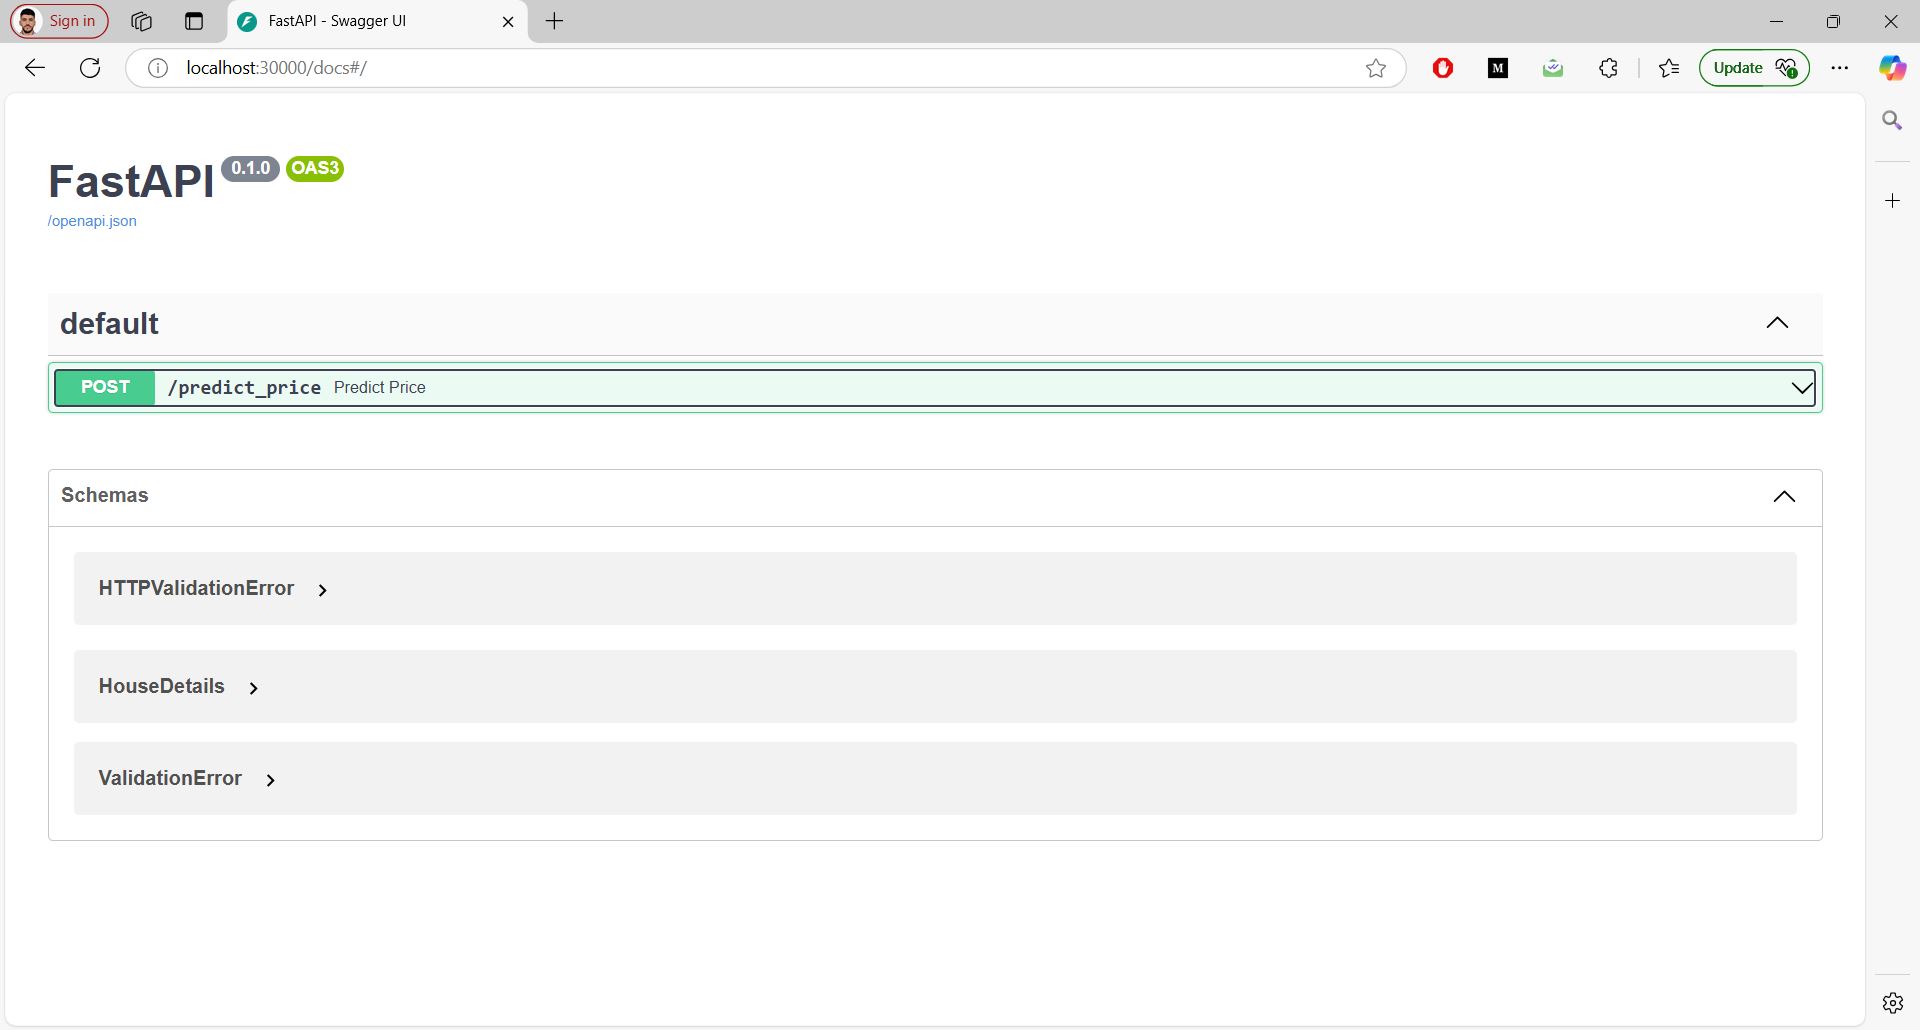 Sign in
FastAPI - Swagger UI
localhost:30000/docs#/
M
Update
FastAPI 0.1.0 OAS3
/openapi.json
default
POST /predict_price Predict Price
Schemas
HTTPValidationError
HouseDetails
ValidationError